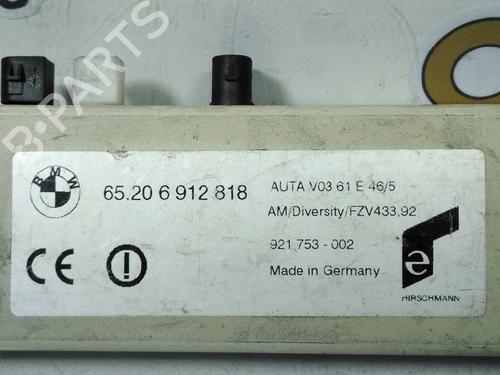 B-PARTS
BMW
65.20 6 912 818
AUTA V03 61 E 46/5
AM/Diversity/FZV433,92
921 753 - 002
Made in Germany
CE
HIRSCHMANN